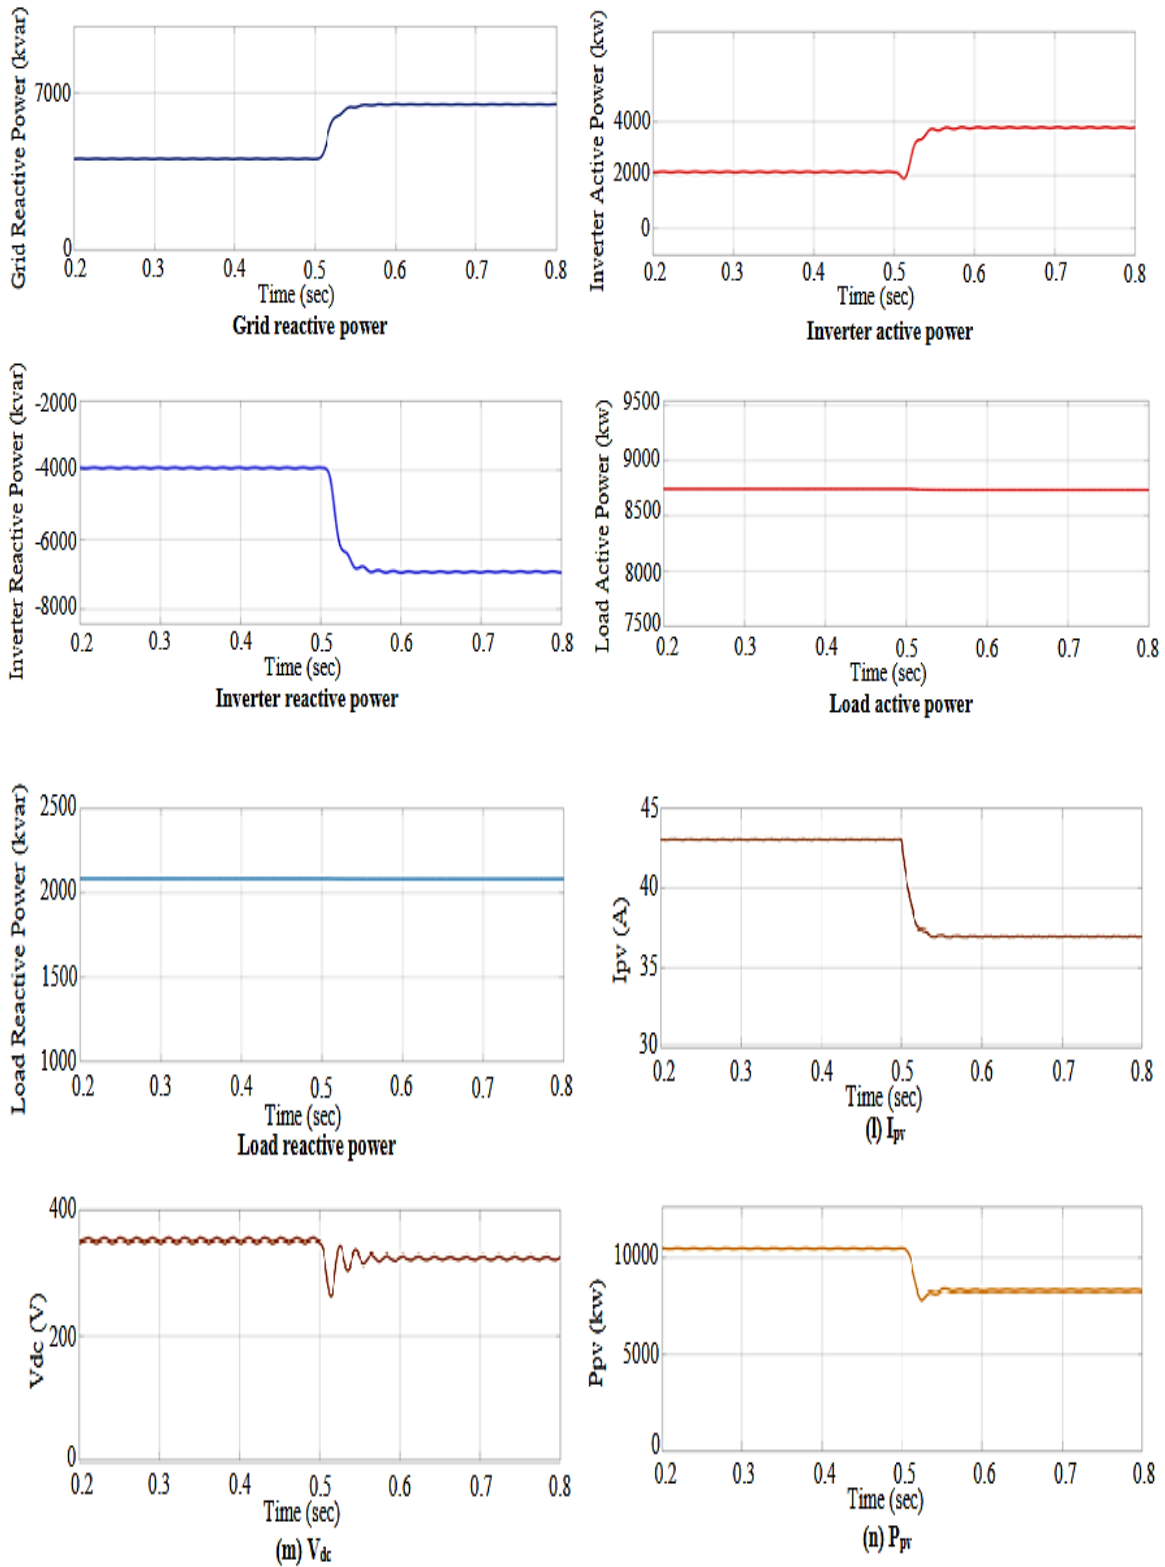 Grid Reactive Power (kvar)
7000
0
0.2 0.3 0.4 0.5 0.6 0.7 0.8
Time (sec)
Grid reactive power
Inverter Active Power (kw)
4000
2000
0
0.2 0.3 0.4 0.5 0.6 0.7 0.8
Time (sec)
Inverter active power
Inverter Reactive Power (kvar)
-2000
-4000
-6000
-8000
0.2 0.3 0.4 0.5 0.6 0.7 0.8
Time (sec)
Inverter reactive power
Load Active Power (kw)
9500
9000
8500
8000
7500
0.2 0.3 0.4 0.5 0.6 0.7 0.8
Time (sec)
Load active power
Load Reactive Power (kvar)
2500
2000
1500
1000
0.2 0.3 0.4 0.5 0.6 0.7 0.8
Time (sec)
Load reactive power
Ipv (A)
45
40
35
30
0.2 0.3 0.4 0.5 0.6 0.7 0.8
Time (sec)
(l) Ipv
Vdc (V)
400
200
0
0.2 0.3 0.4 0.5 0.6 0.7 0.8
Time (sec)
(m) Vdc
Ppv (kw)
10000
5000
0
0.2 0.3 0.4 0.5 0.6 0.7 0.8
Time (sec)
(n) Ppv